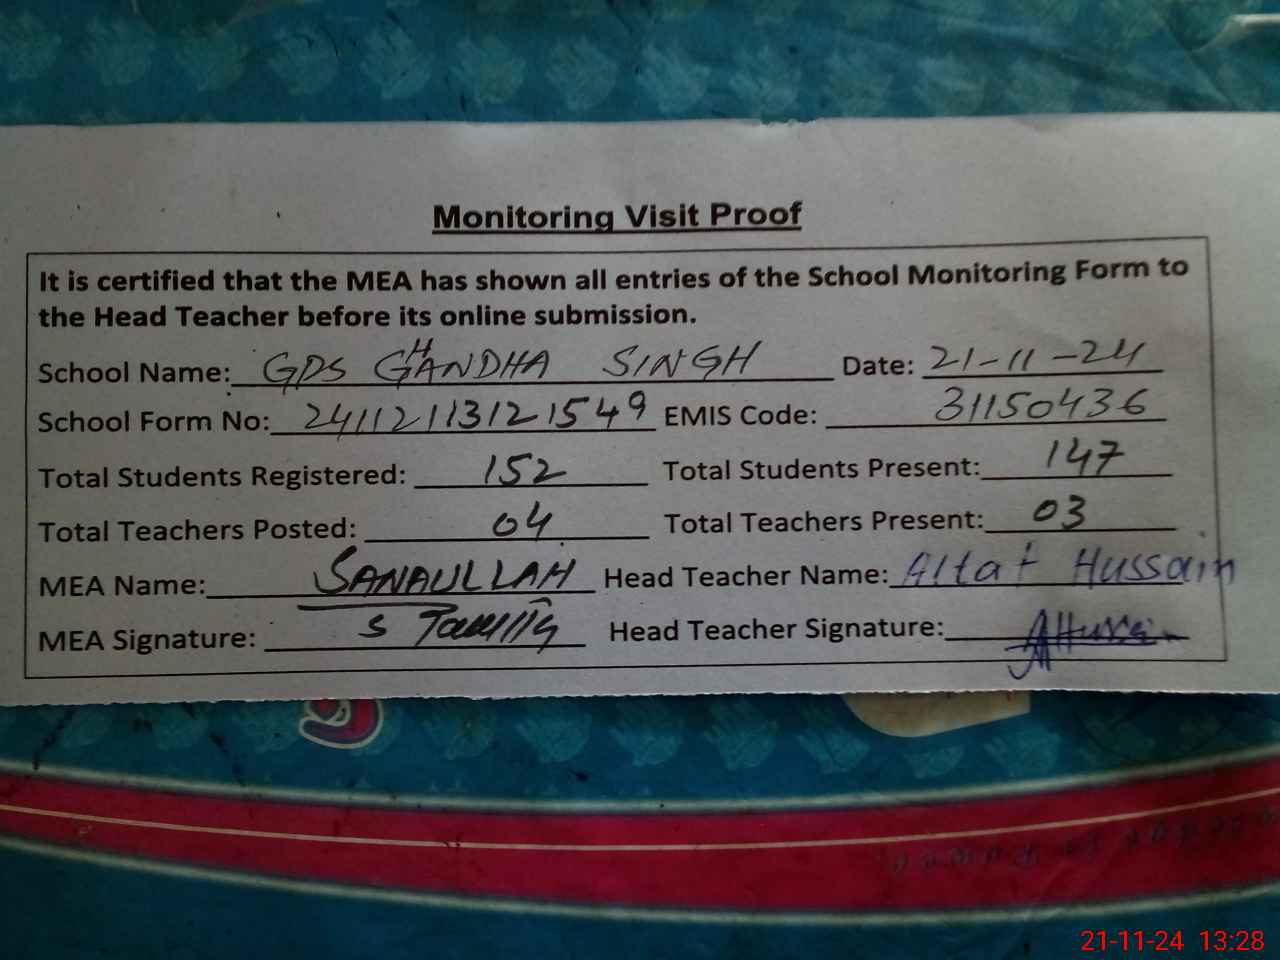 Monitoring Visit Proof
It is certified that the MEA has shown all entries of the School Monitoring Form to
the Head Teacher before its online submission.
School Name: GPS GHANDHA SINGH Date: 21-11-24
School Form No: 24112113121549 EMIS Code: 31150436
Total Students Registered: 152 Total Students Present: 147
Total Teachers Posted: 04 Total Teachers Present: 03
MEA Name: SANAULLAH Head Teacher Name: Altaf Hussain
MEA Signature: Head Teacher Signature:
21-11-24 13:28